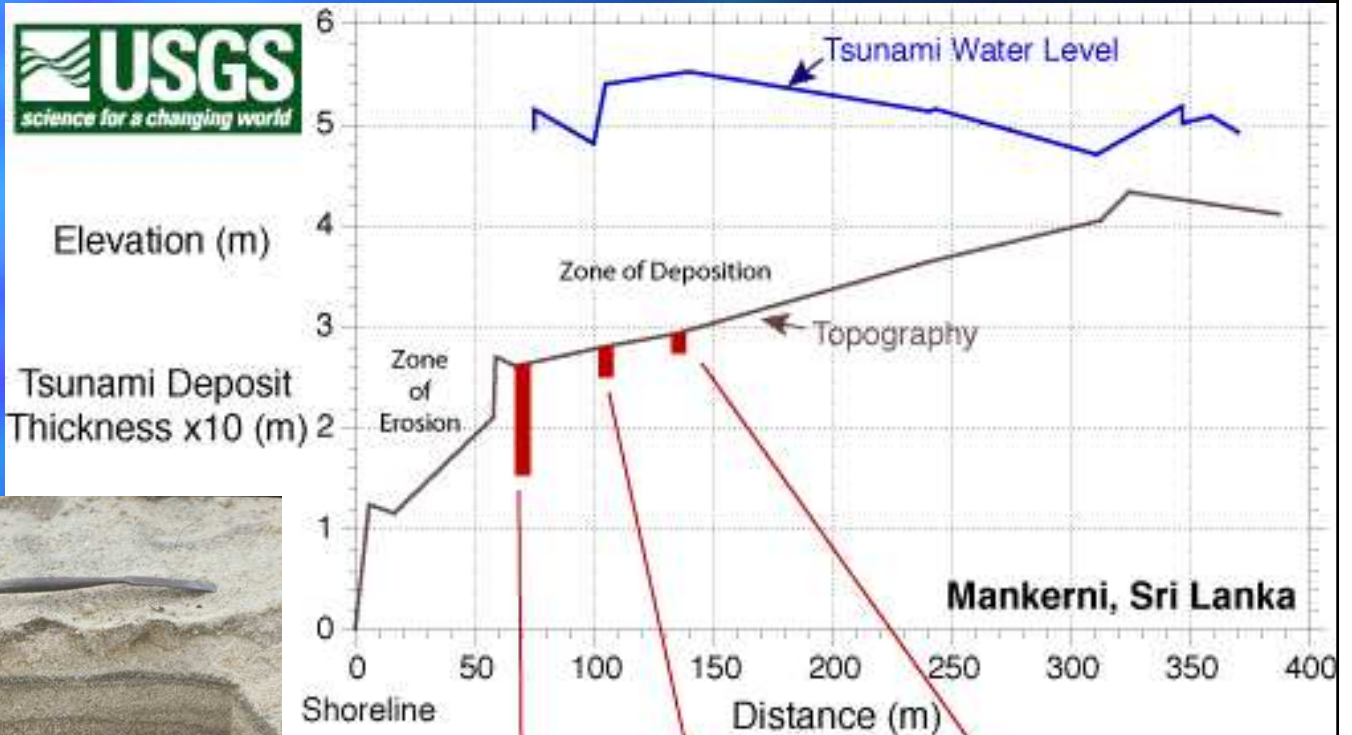 USGS
science for a changing world
Elevation (m)
Tsunami Deposit
Thickness x10 (m)
6
5
4
3
2
1
0
Tsunami Water Level
Zone of Deposition
Topography
Zone
of
Erosion
Mankerni, Sri Lanka
0 50 100 150 200 250 300 350 400
Shoreline
Distance (m)